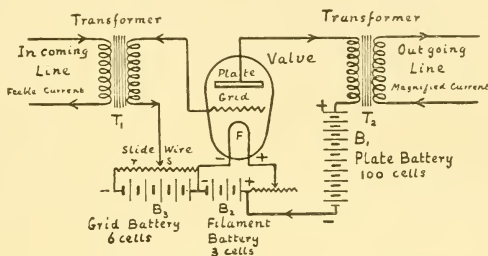 Transformer
Transformer
Incoming
Line
Feeble Current
Plate
Grid
Valve
F
Outgoing
Line
Magnified Current
T1
T2
Slide Wire
r s
- +
+
-
- +
-
B3
Grid Battery
6 cells
B2
Filament
Battery
3 cells
B1
Plate Battery
100 cells